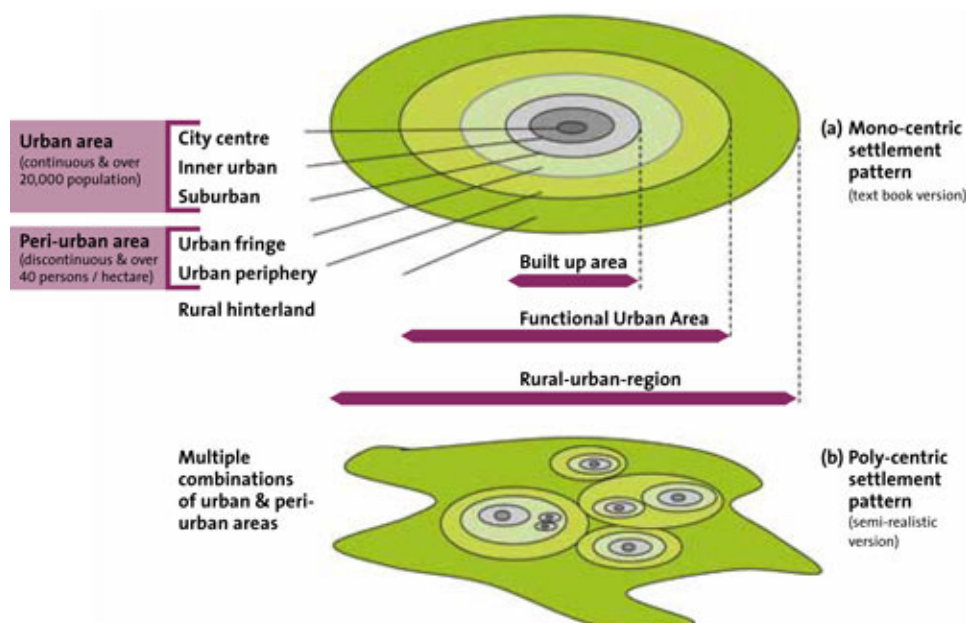 Urban area
(continuous & over
20,000 population)
City centre
Inner urban
Suburban
Peri-urban area
(discontinuous & over
40 persons / hectare)
Urban fringe
Urban periphery
Rural hinterland
(a) Mono-centric
settlement
pattern
(text book version)
Built up area
Functional Urban Area
Rural-urban-region
Multiple
combinations
of urban & peri-
urban areas
(b) Poly-centric
settlement
pattern
(semi-realistic
version)